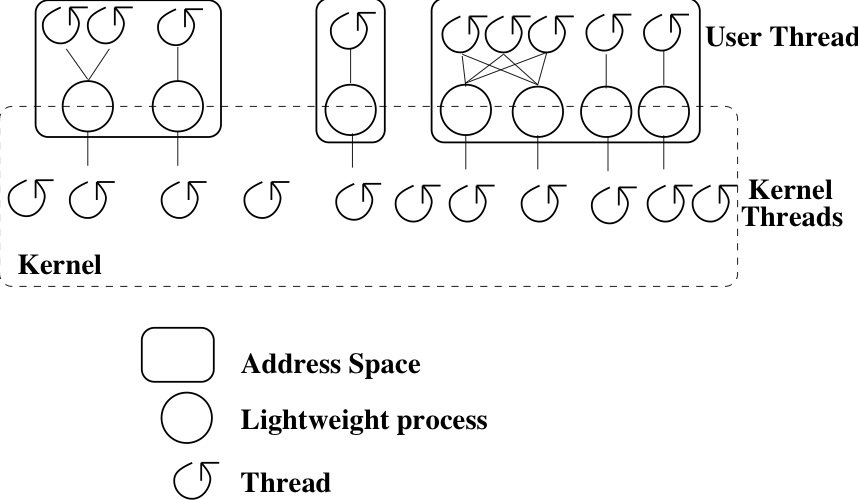 User Thread
Kernel
Threads
Kernel
Address Space
Lightweight process
Thread